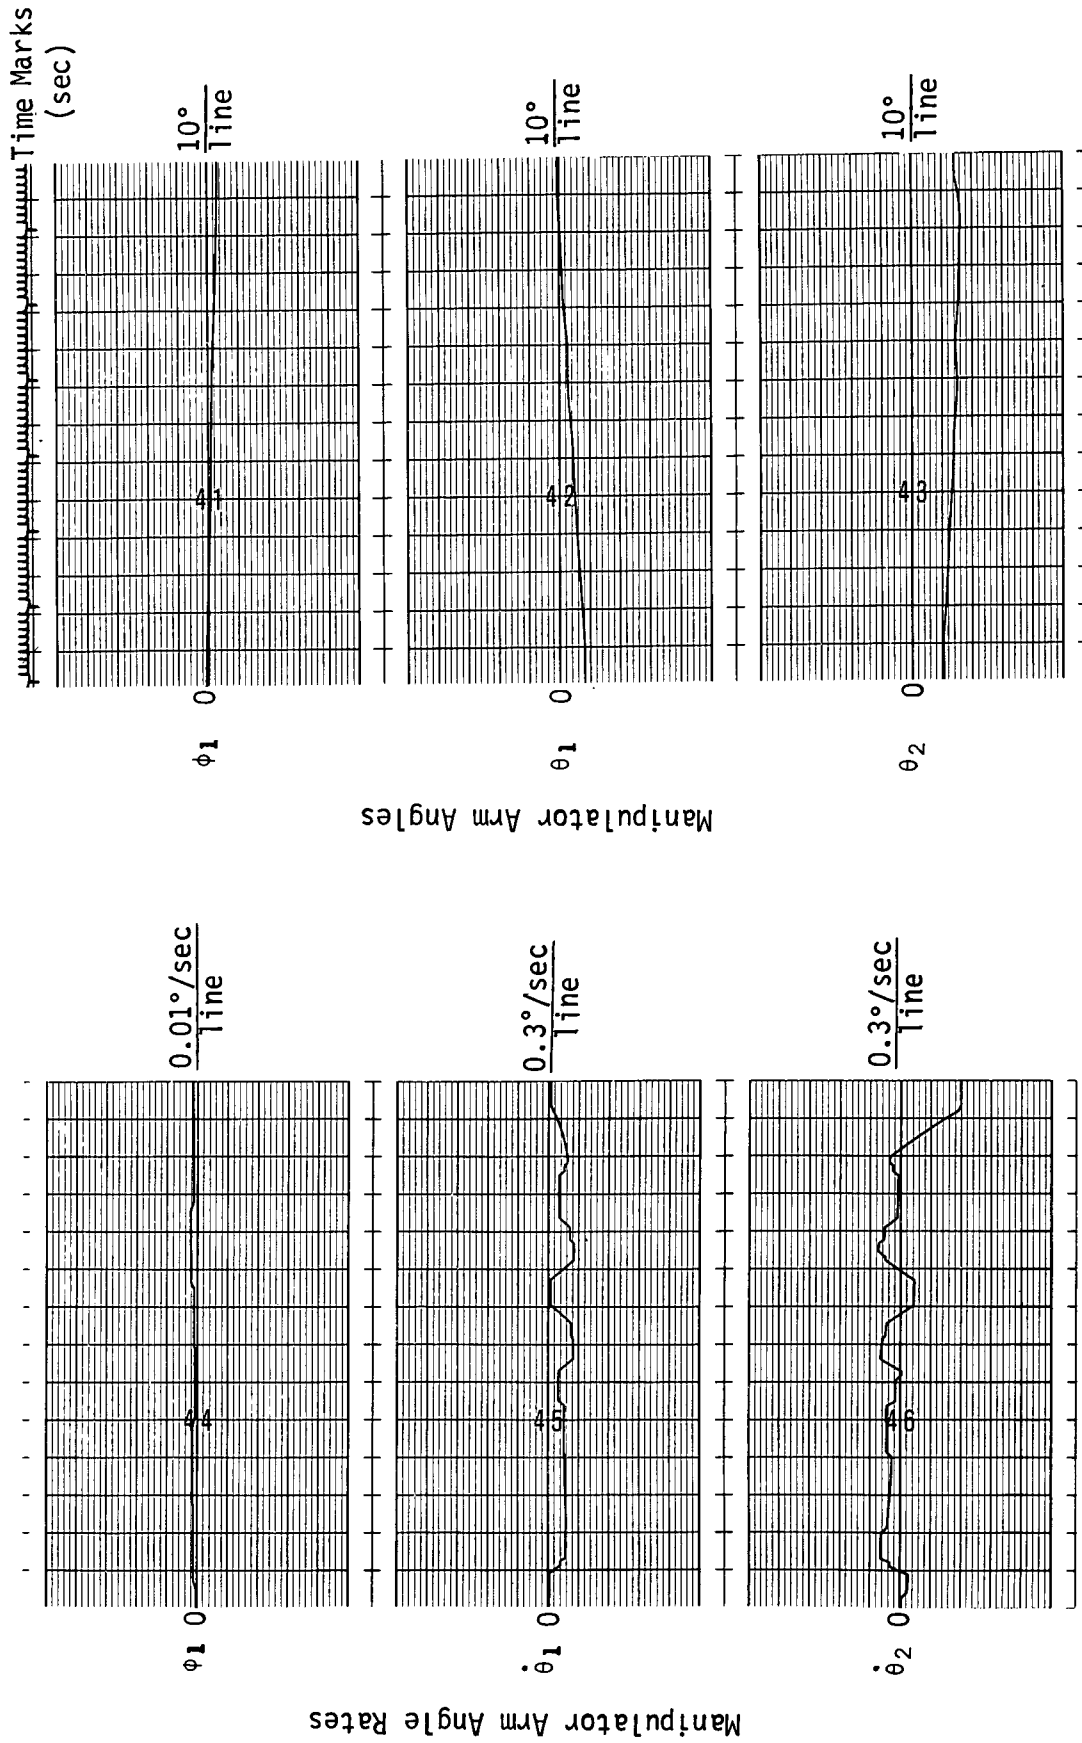 Time Marks
(sec)
10°
line
41
ϕ1 0
10°
line
42
θ1 0
10°
line
43
θ2 0
Manipulator Arm Angles
0.01°/sec
line
44
ϕ1 0
0.3°/sec
line
45
θ̇1 0
0.3°/sec
line
46
θ̇2 0
Manipulator Arm Angle Rates